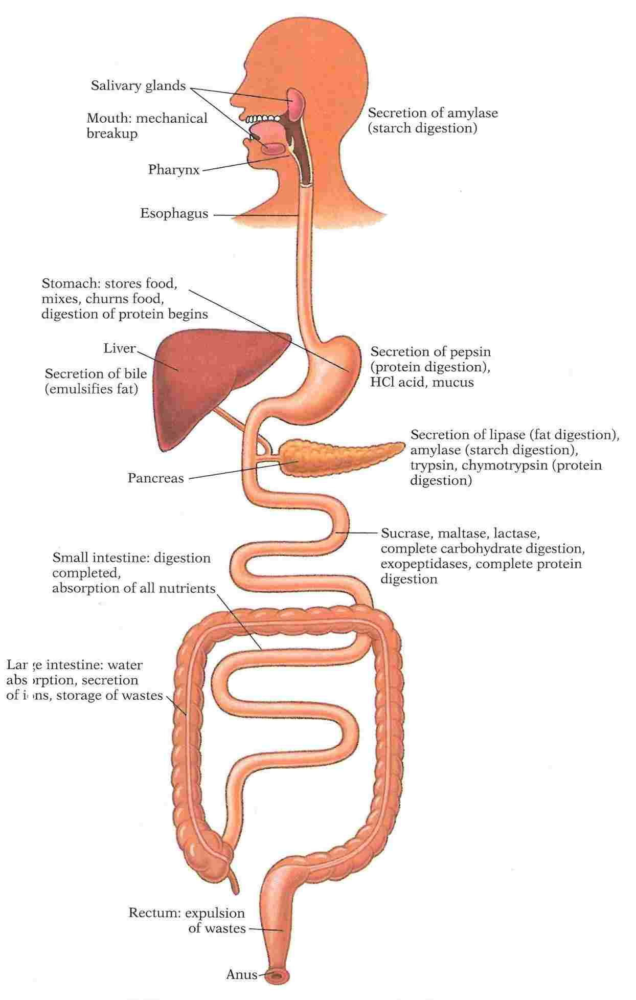 Salivary glands
Mouth: mechanical
breakup
Secretion of amylase
(starch digestion)
Pharynx
Esophagus
Stomach: stores food,
mixes, churns food,
digestion of protein begins
Liver
Secretion of bile
(emulsifies fat)
Secretion of pepsin
(protein digestion),
HCl acid, mucus
Secretion of lipase (fat digestion),
amylase (starch digestion),
trypsin, chymotrypsin (protein
digestion)
Pancreas
Sucrase, maltase, lactase,
complete carbohydrate digestion,
exopeptidases, complete protein
digestion
Small intestine: digestion
completed,
absorption of all nutrients
Large intestine: water
absorption, secretion
of ions, storage of wastes
Rectum: expulsion
of wastes
Anus